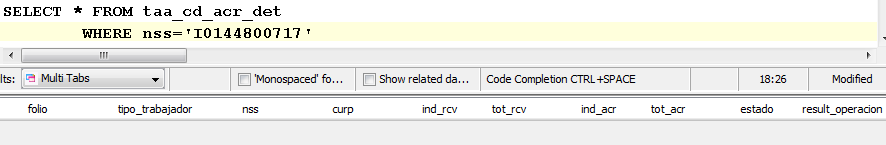 SELECT * FROM taa_cd_acr_det
WHERE nss='I0144800717'
lts: Multi Tabs 'Monospaced' fo... Show related da... Code Completion CTRL+SPACE 18:26 Modified
folio tipo_trabajador nss curp ind_rcv tot_rcv ind_acr tot_acr estado result_operacion